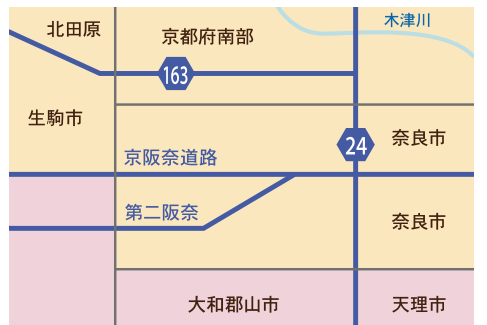 木津川
北田原
京都府南部
163
生駒市
24
奈良市
京阪奈道路
第二阪奈
奈良市
大和郡山市
天理市